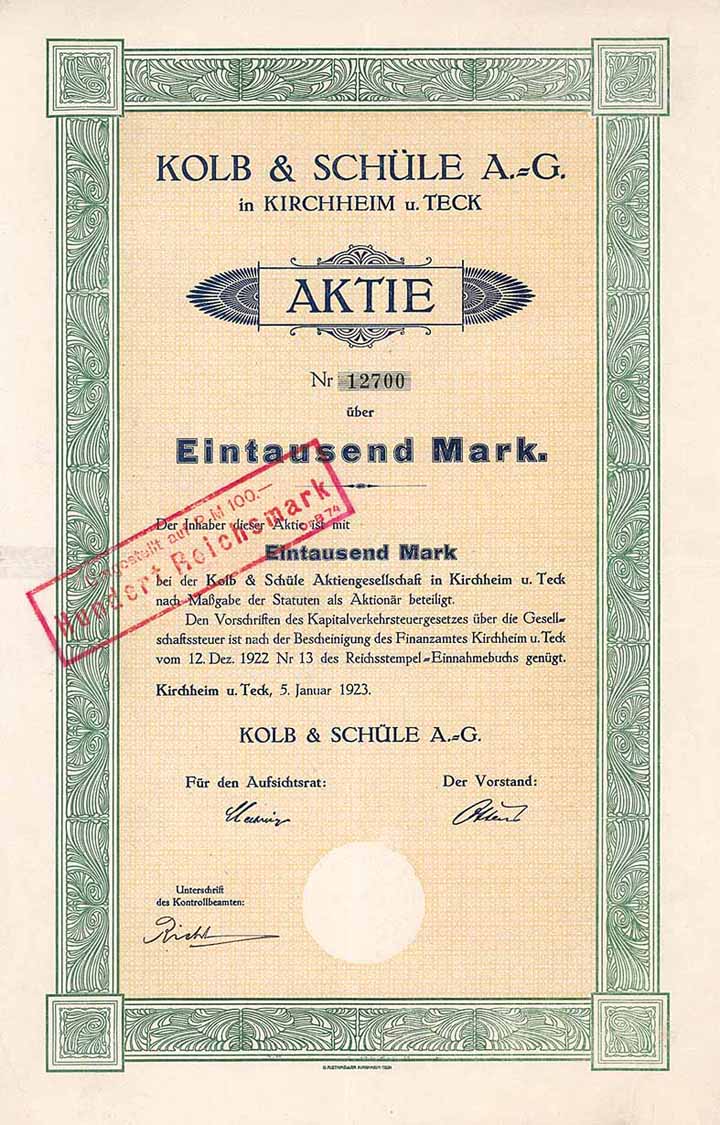 KOLB & SCHÜLE A.=G.
in KIRCHHEIM u. TECK
AKTIE
Nr 12700
über
Eintausend Mark.
Umgestellt auf R.M 100.—
Hundert Reichsmark
Der Inhaber dieser Aktie ist mit
Eintausend Mark
bei der Kolb & Schüle Aktiengesellschaft in Kirchheim u. Teck
nach Maßgabe der Statuten als Aktionär beteiligt.
Den Vorschriften des Kapitalverkehrsteuergesetzes über die Gesell=
schaftssteuer ist nach der Bescheinigung des Finanzamtes Kirchheim u. Teck
vom 12. Dez. 1922 Nr 13 des Reichsstempel=Einnahmebuchs genügt.
Kirchheim u. Teck, 5. Januar 1923.
KOLB & SCHÜLE A.=G.
Für den Aufsichtsrat:
Der Vorstand:
Unterschrift
des Kontrollbeamten: